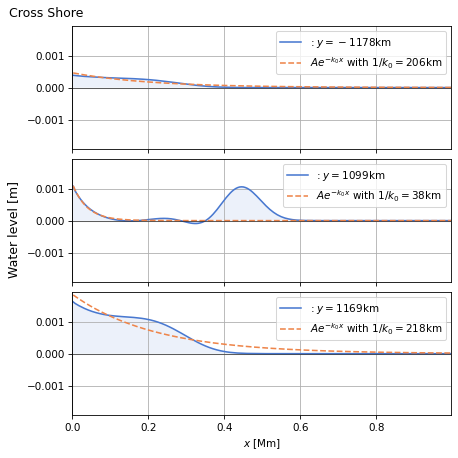 Cross Shore
: y = −1178km
Ae^{−k₀x} with 1/k₀ = 206km
0.001
0.000
−0.001
: y = 1099km
Ae^{−k₀x} with 1/k₀ = 38km
0.001
0.000
−0.001
Water level [m]
: y = 1169km
Ae^{−k₀x} with 1/k₀ = 218km
0.001
0.000
−0.001
0.0 0.2 0.4 0.6 0.8
x [Mm]